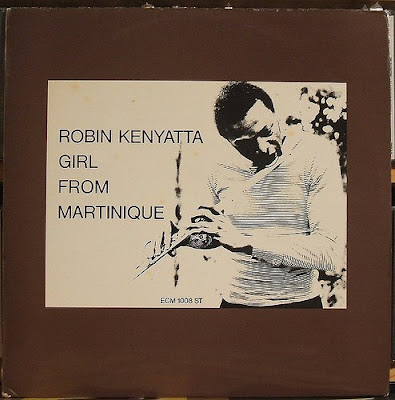 ROBIN KENYATTA
GIRL
FROM
MARTINIQUE
ECM 1008 ST